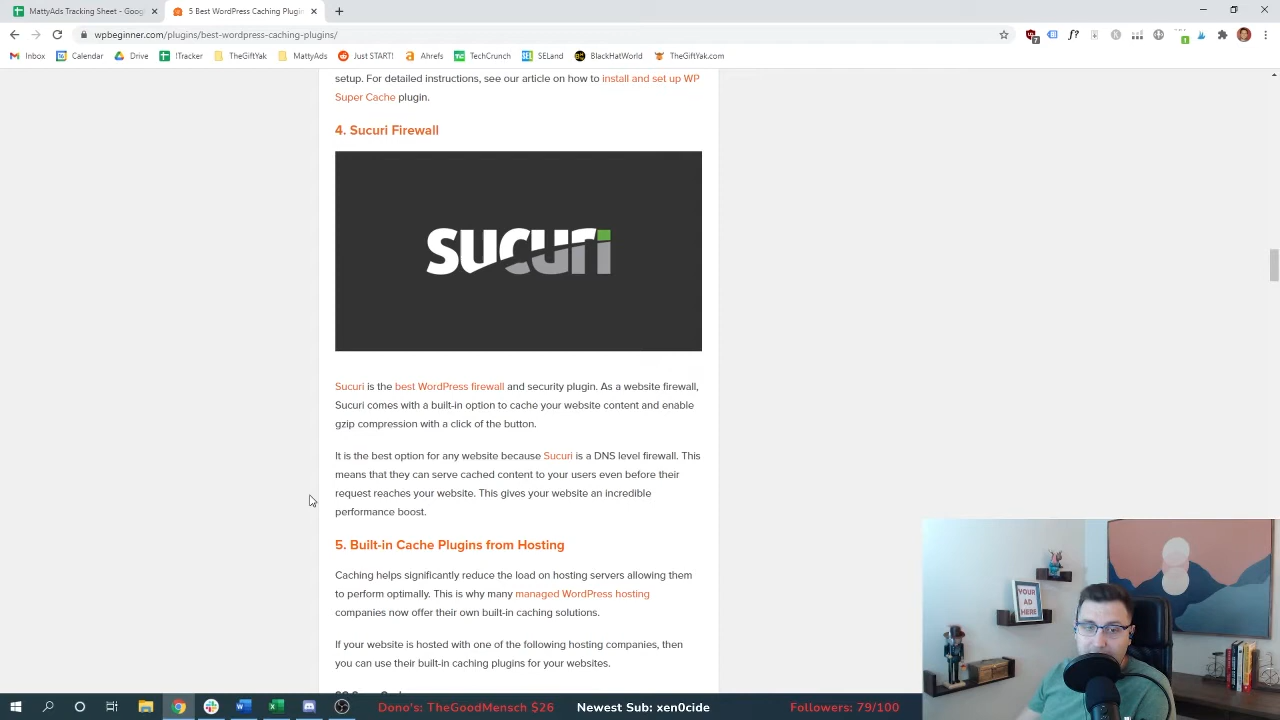 MattyAds Tracking Sheet - Goog
5 Best WordPress Caching Plugin
wpbeginner.com/plugins/best-wordpress-caching-plugins/
Inbox
Calendar
Drive
!Tracker
TheGiftYak
MattyAds
Just START!
Ahrefs
TechCrunch
SELand
BlackHatWorld
TheGiftYak.com
setup. For detailed instructions, see our article on how to install and set up WP
Super Cache plugin.
4. Sucuri Firewall
sucuri
Sucuri is the best WordPress firewall and security plugin. As a website firewall,
Sucuri comes with a built-in option to cache your website content and enable
gzip compression with a click of the button.
It is the best option for any website because Sucuri is a DNS level firewall. This
means that they can serve cached content to your users even before their
request reaches your website. This gives your website an incredible
performance boost.
5. Built-in Cache Plugins from Hosting
Caching helps significantly reduce the load on hosting servers allowing them
to perform optimally. This is why many managed WordPress hosting
companies now offer their own built-in caching solutions.
If your website is hosted with one of the following hosting companies, then
you can use their built-in caching plugins for your websites.
YOUR
AD
HERE
Dono's: TheGoodMensch $26
Newest Sub: xen0cide
Followers: 79/100